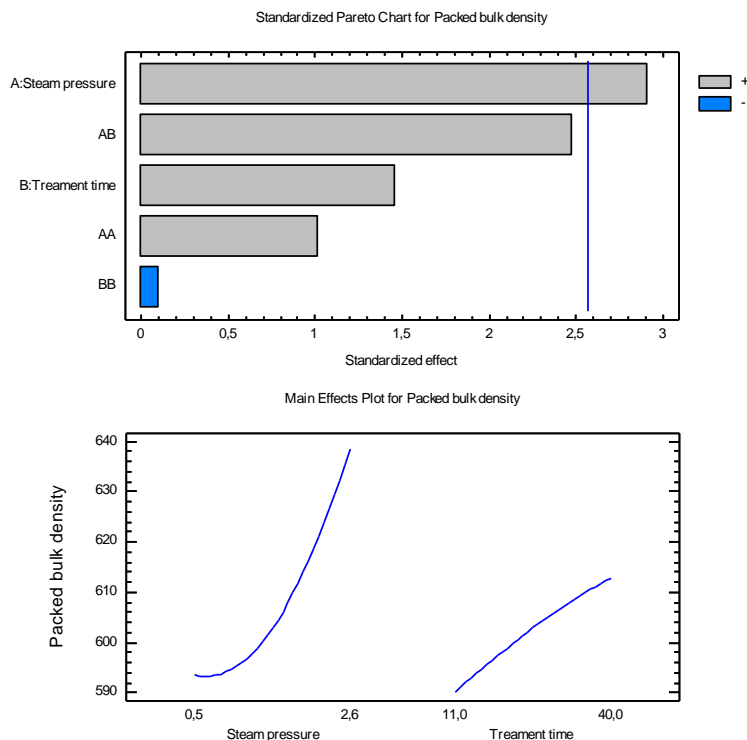 Standardized Pareto Chart for Packed bulk density
A:Steam pressure
AB
B:Treament time
AA
BB
+
-
0 0,5 1 1,5 2 2,5 3
Standardized effect
Main Effects Plot for Packed bulk density
Packed bulk density
640
630
620
610
600
590
0,5 2,6 11,0 40,0
Steam pressure Treament time